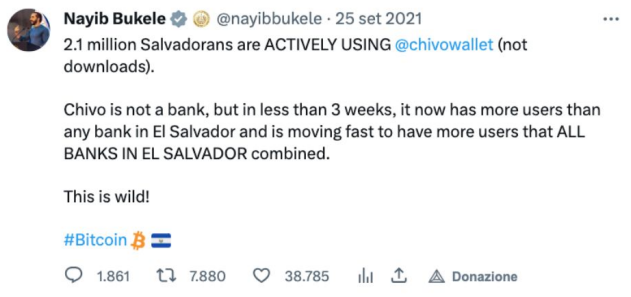 Nayib Bukele @nayibbukele · 25 set 2021
2.1 million Salvadorans are ACTIVELY USING @chivowallet (not
downloads).
Chivo is not a bank, but in less than 3 weeks, it now has more users than
any bank in El Salvador and is moving fast to have more users that ALL
BANKS IN EL SALVADOR combined.
This is wild!
#Bitcoin
1.861 7.880 38.785 Donazione